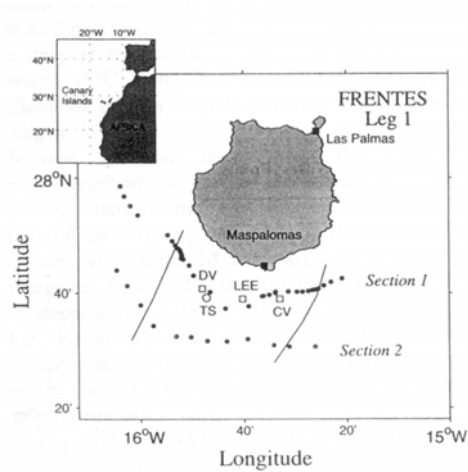 20°W 10°W
40°N
Canary
Islands
30°N
20°N
AFRICA
FRENTES
Leg 1
Las Palmas
28°N
Maspalomas
Latitude
DV
LEE
Section 1
40'
TS
CV
Section 2
20'
16°W
40'
20'
15°W
Longitude